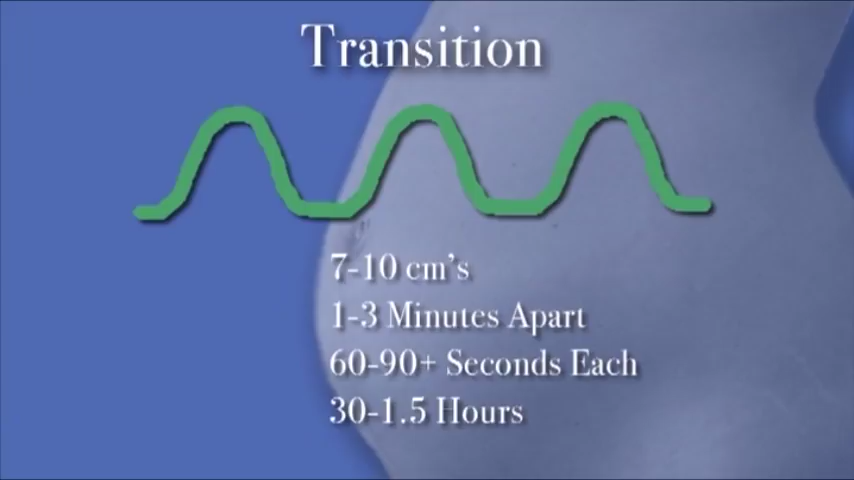 Transition
7-10 cm's
1-3 Minutes Apart
60-90+ Seconds Each
30-1.5 Hours